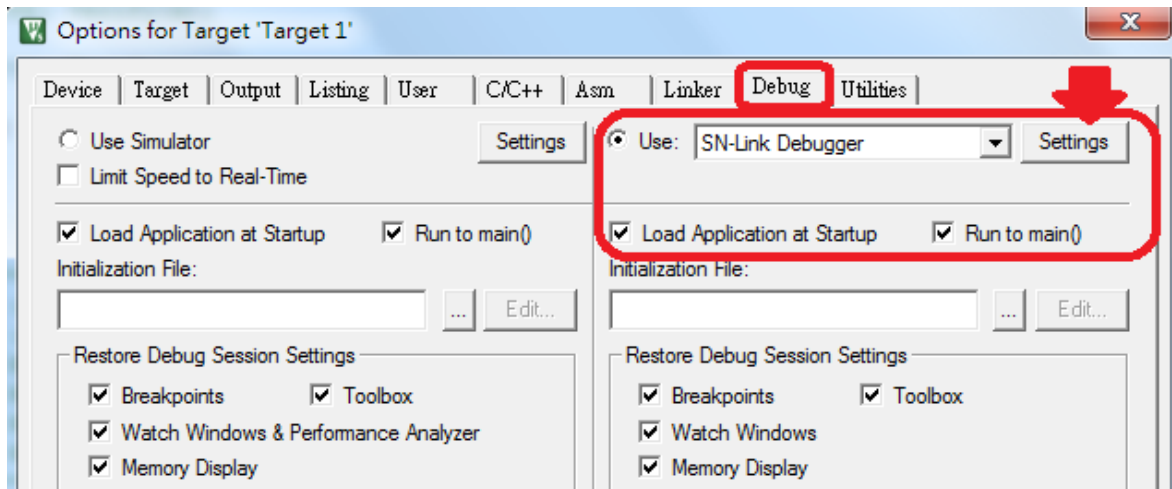 Options for Target 'Target 1'
Device Target Output Listing User C/C++ Asm Linker Debug Utilities
Use Simulator Settings Use: SN-Link Debugger Settings
Limit Speed to Real-Time
Load Application at Startup Run to main() Load Application at Startup Run to main()
Initialization File: Initialization File:
... Edit... ... Edit...
Restore Debug Session Settings Restore Debug Session Settings
Breakpoints Toolbox Breakpoints Toolbox
Watch Windows & Performance Analyzer Watch Windows
Memory Display Memory Display